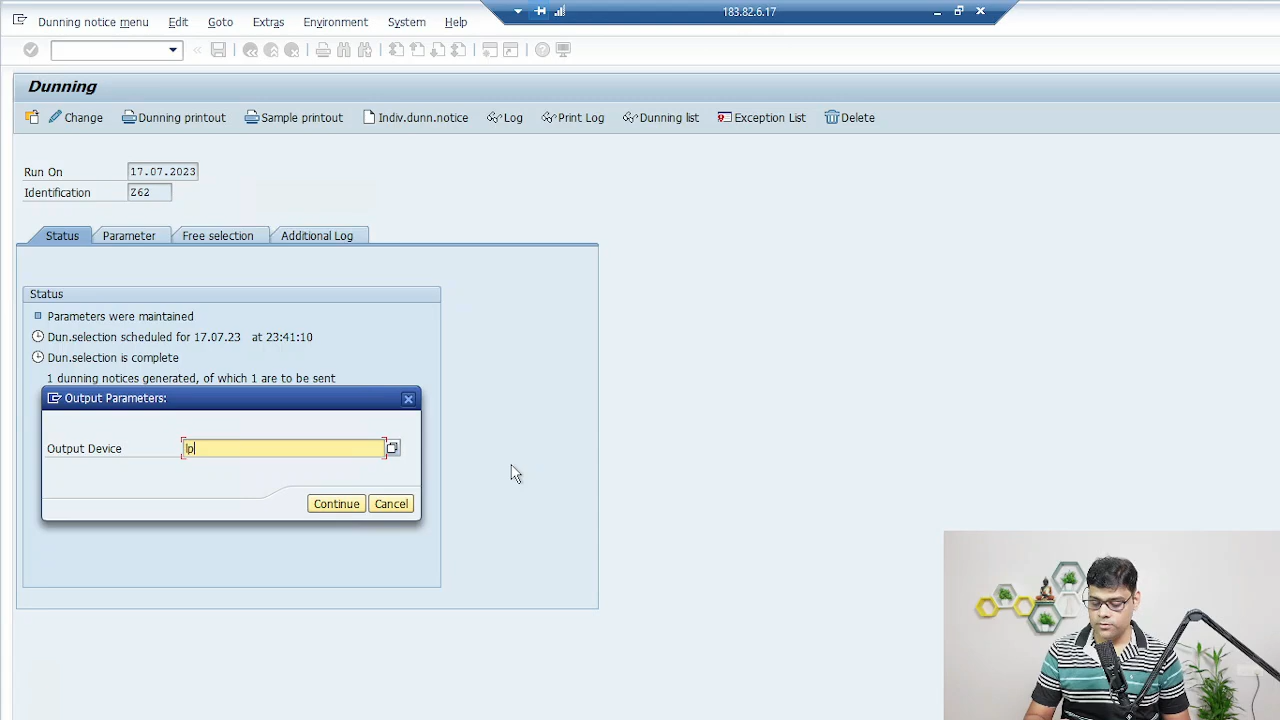 Dunning notice menu Edit Goto Extras Environment System Help
183.82.6.17
Dunning
Change Dunning printout Sample printout Indiv.dunn.notice Log Print Log Dunning list Exception List Delete
Run On 17.07.2023
Identification Z62
Status Parameter Free selection Additional Log
Status
Parameters were maintained
Dun.selection scheduled for 17.07.23 at 23:41:10
Dun.selection is complete
1 dunning notices generated, of which 1 are to be sent
Output Parameters:
Output Device lp
Continue Cancel